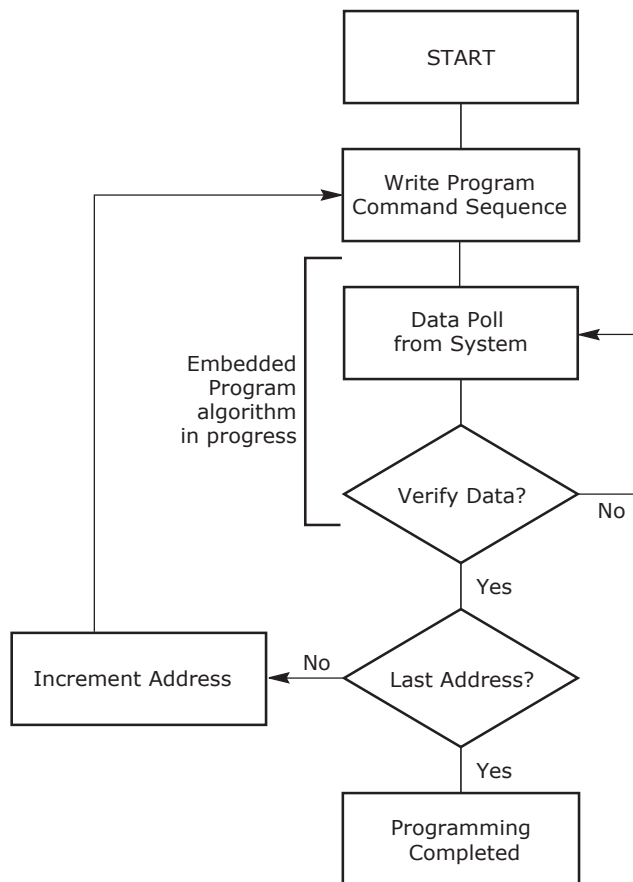 START
Write Program
Command Sequence
Data Poll
from System
Embedded
Program
algorithm
in progress
Verify Data?
No
Yes
No
Increment Address
Last Address?
Yes
Programming
Completed